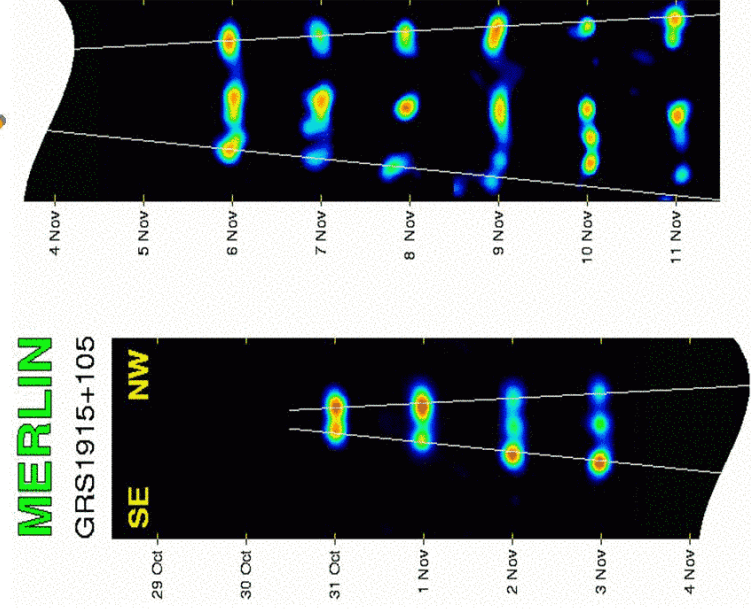 4 Nov
5 Nov
6 Nov
7 Nov
8 Nov
9 Nov
10 Nov
11 Nov
MERLIN
GRS1915+105
NW
SE
29 Oct
30 Oct
31 Oct
1 Nov
2 Nov
3 Nov
4 Nov